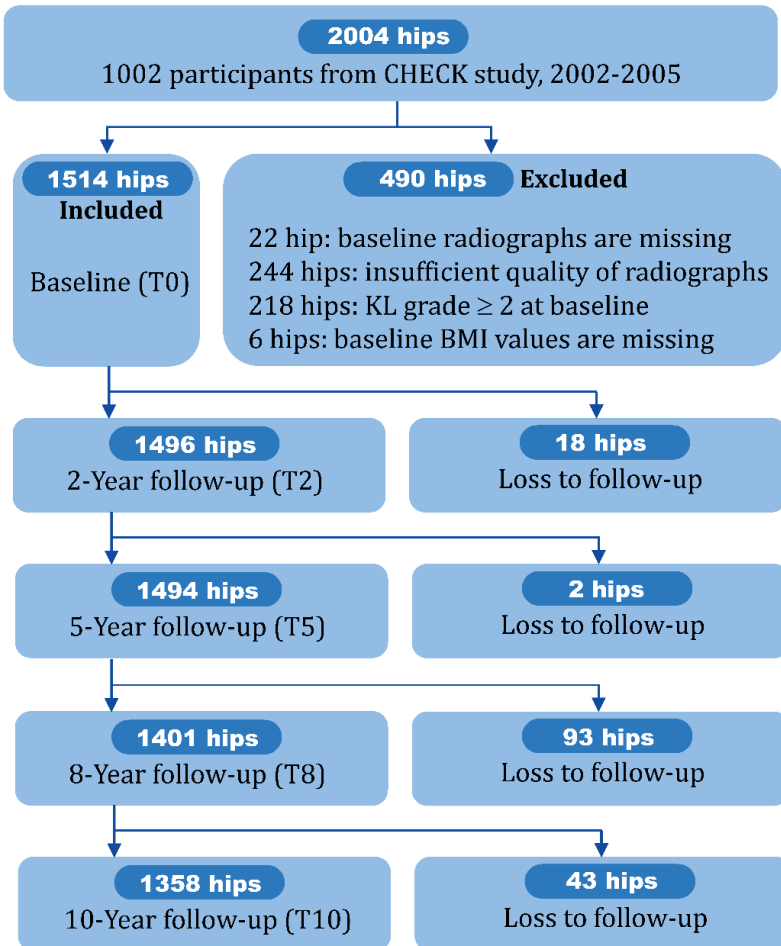 2004 hips
1002 participants from CHECK study, 2002-2005
1514 hips
Included
Baseline (T0)
490 hips Excluded
22 hip: baseline radiographs are missing
244 hips: insufficient quality of radiographs
218 hips: KL grade ≥ 2 at baseline
6 hips: baseline BMI values are missing
1496 hips
2-Year follow-up (T2)
18 hips
Loss to follow-up
1494 hips
5-Year follow-up (T5)
2 hips
Loss to follow-up
1401 hips
8-Year follow-up (T8)
93 hips
Loss to follow-up
1358 hips
10-Year follow-up (T10)
43 hips
Loss to follow-up